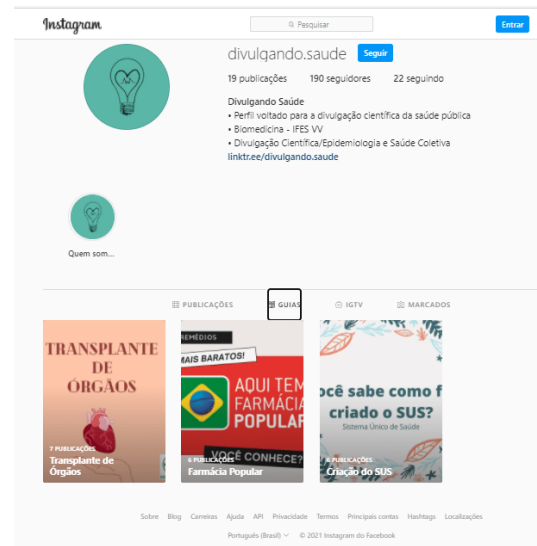 Instagram
Pesquisar
Entrar
divulgando.saude Seguir
19 publicações 190 seguidores 22 seguindo
Divulgando Saúde
• Perfil voltado para a divulgação científica da saúde pública
• Biomedicina - IFES VV
• Divulgação Científica/Epidemiologia e Saúde Coletiva
linktr.ee/divulgando.saude
Quem som...
PUBLICAÇÕES GUIAS IGTV MARCADOS
TRANSPLANTE
DE
ÓRGÃOS
7 PUBLICAÇÕES
Transplante de
Órgãos
REMÉDIOS
MAIS BARATOS!
AQUI TEM
FARMÁCIA
POPULAR
VOCÊ CONHECE?
6 PUBLICAÇÕES
Farmácia Popular
ocê sabe como f
criado o SUS?
Sistema Único de Saúde
PUBLICAÇÕES
Criação do SUS
Sobre Blog Carreiras Ajuda API Privacidade Termos Principais contas Hashtags Localizações
Português (Brasil) © 2021 Instagram do Facebook